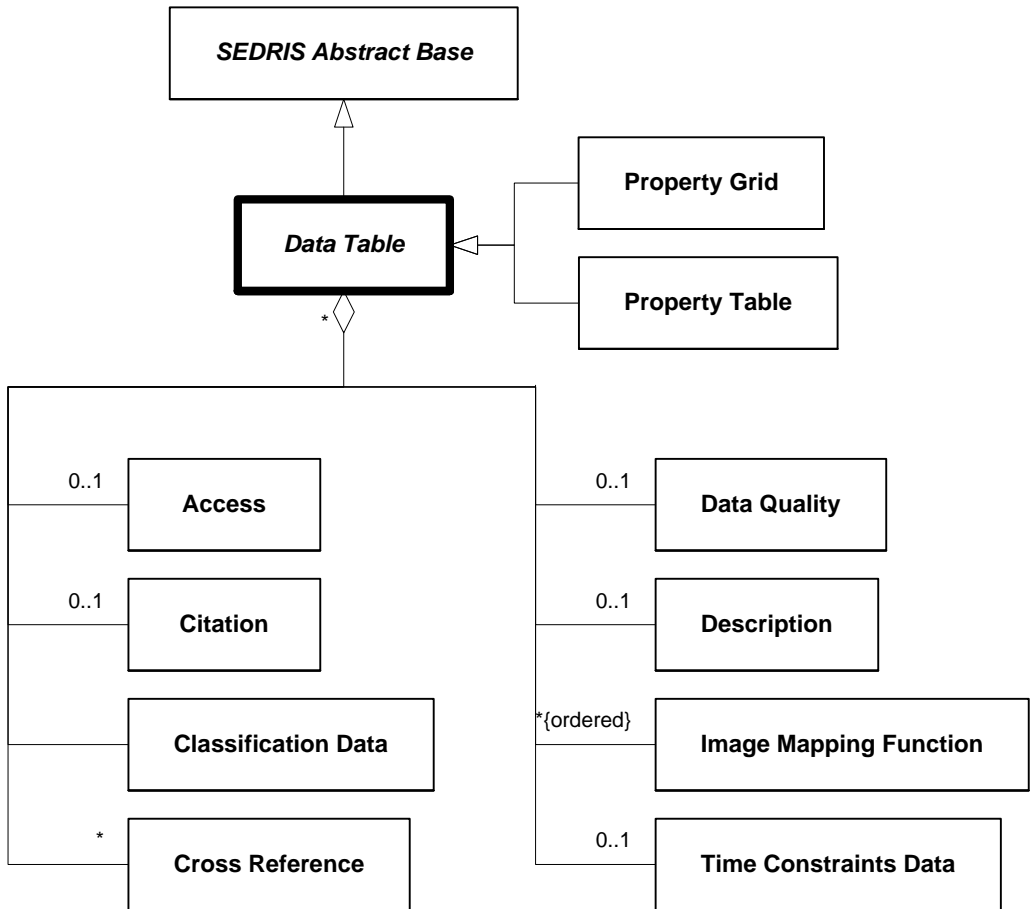 SEDRIS Abstract Base
Property Grid
Data Table
Property Table
*
0..1
Access
0..1
Data Quality
0..1
Citation
0..1
Description
Classification Data
*{ordered}
Image Mapping Function
*
Cross Reference
0..1
Time Constraints Data